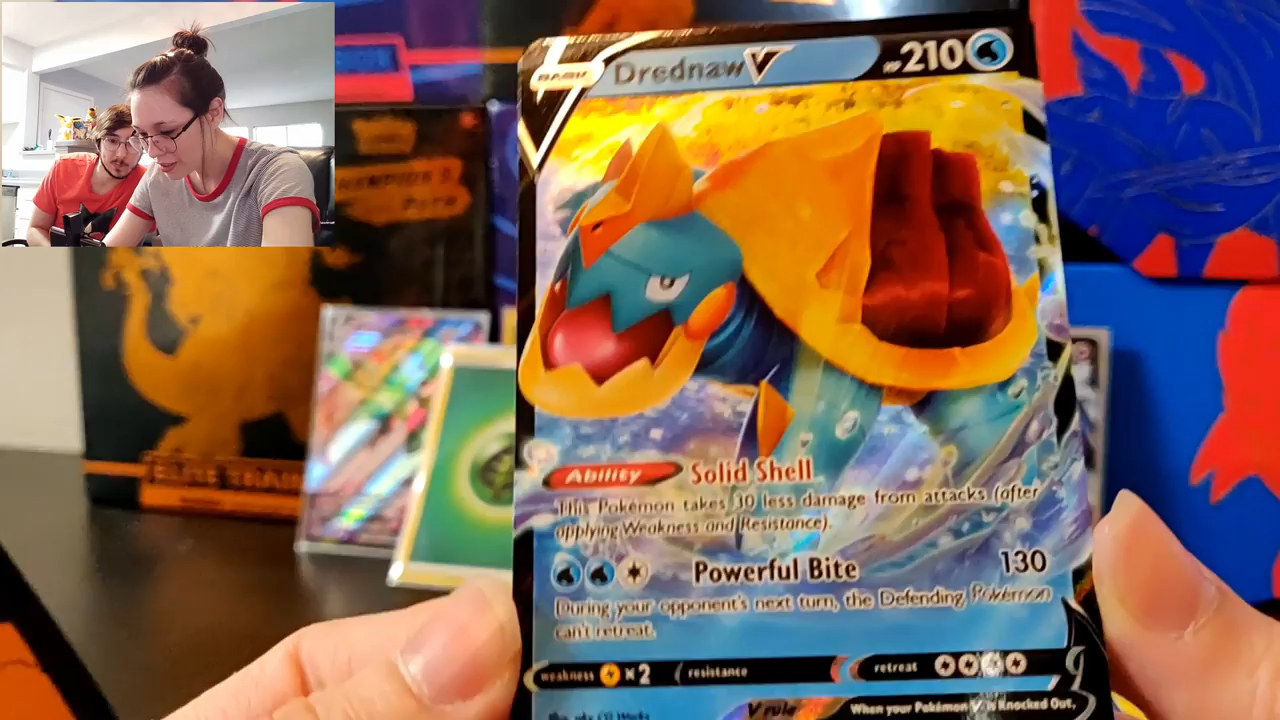 BASIC
Drednaw V
HP 210
Ability Solid Shell
This Pokémon takes 30 less damage from attacks (after
applying Weakness and Resistance).
Powerful Bite 130
During your opponent's next turn, the Defending Pokémon
can't retreat.
weakness ×2 resistance retreat
V rule When your Pokémon V is Knocked Out,
ELITE TRAIN